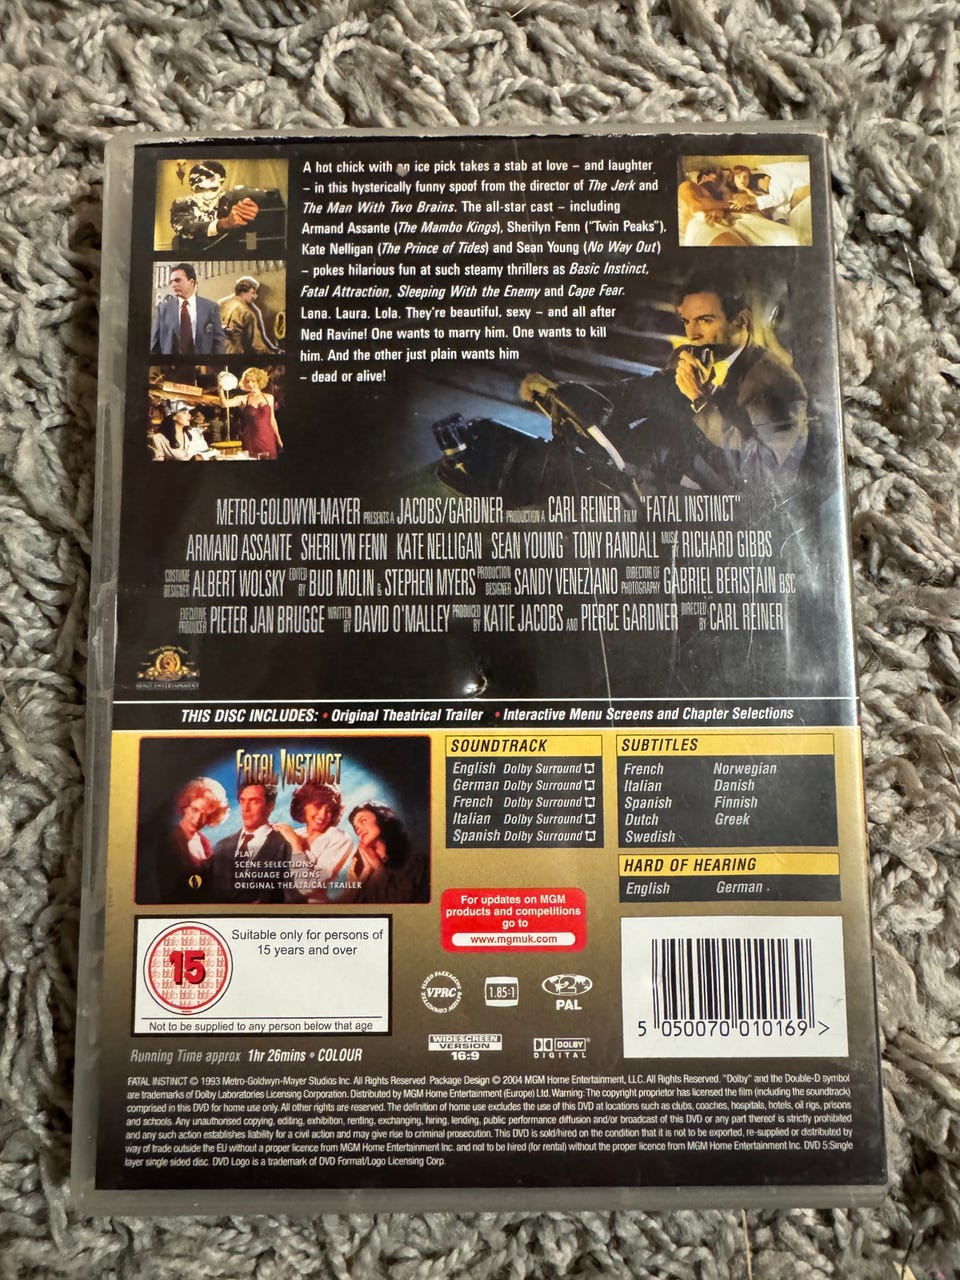 A hot chick with an ice pick takes a stab at love – and laughter
– in this hysterically funny spoof from the director of The Jerk and
The Man With Two Brains. The all-star cast – including
Armand Assante (The Mambo Kings), Sherilyn Fenn ("Twin Peaks"),
Kate Nelligan (The Prince of Tides) and Sean Young (No Way Out)
– pokes hilarious fun at such steamy thrillers as Basic Instinct,
Fatal Attraction, Sleeping With the Enemy and Cape Fear.
Lana. Laura. Lola. They're beautiful, sexy – and all after
Ned Ravine! One wants to marry him. One wants to kill
him. And the other just plain wants him
– dead or alive!
METRO-GOLDWYN-MAYER PRESENTS A JACOBS/GARDNER PRODUCTION A CARL REINER FILM "FATAL INSTINCT"
ARMAND ASSANTE SHERILYN FENN KATE NELLIGAN SEAN YOUNG TONY RANDALL MUSIC BY RICHARD GIBBS
COSTUME DESIGNER ALBERT WOLSKY EDITED BY BUD MOLIN & STEPHEN MYERS PRODUCTION DESIGNER SANDY VENEZIANO DIRECTOR OF PHOTOGRAPHY GABRIEL BERISTAIN BSC
EXECUTIVE PRODUCER PIETER JAN BRUGGE WRITTEN BY DAVID O'MALLEY PRODUCED BY KATIE JACOBS AND PIERCE GARDNER DIRECTED BY CARL REINER
THIS DISC INCLUDES: • Original Theatrical Trailer • Interactive Menu Screens and Chapter Selections
FATAL INSTINCT
PLAY
SCENE SELECTIONS
LANGUAGE OPTIONS
ORIGINAL THEATRICAL TRAILER
SOUNDTRACK
English Dolby Surround
German Dolby Surround
French Dolby Surround
Italian Dolby Surround
Spanish Dolby Surround
SUBTITLES
French Norwegian
Italian Danish
Spanish Finnish
Dutch Greek
Swedish
HARD OF HEARING
English German
For updates on MGM
products and competitions
go to
www.mgmuk.com
15
Suitable only for persons of
15 years and over
Not to be supplied to any person below that age
VIDEO PACKAGING REVIEW COMMITTEE
VPRC
1.85:1
2
PAL
WIDESCREEN
VERSION
16:9
DOLBY
DIGITAL
5 050070 010169 >
Running Time approx 1hr 26mins • COLOUR
FATAL INSTINCT © 1993 Metro-Goldwyn-Mayer Studios Inc. All Rights Reserved. Package Design © 2004 MGM Home Entertainment, LLC. All Rights Reserved. "Dolby" and the Double-D symbol
are trademarks of Dolby Laboratories Licensing Corporation. Distributed by MGM Home Entertainment (Europe) Ltd. Warning: The copyright proprietor has licensed the film (including the soundtrack)
comprised in this DVD for home use only. All other rights are reserved. The definition of home use excludes the use of this DVD at locations such as clubs, coaches, hospitals, hotels, oil rigs, prisons
and schools. Any unauthorised copying, editing, exhibition, renting, exchanging, hiring, lending, public performance diffusion and/or broadcast of this DVD or any part thereof is strictly prohibited
and any such action establishes liability for a civil action and may give rise to criminal prosecution. This DVD is sold/hired on the condition that it is not to be exported, re-supplied or distributed by
way of trade outside the EU without a proper licence from MGM Home Entertainment Inc. and not to be hired (for rental) without the proper licence from MGM Home Entertainment Inc. DVD 5:Single
layer single sided disc. DVD Logo is a trademark of DVD Format/Logo Licensing Corp.